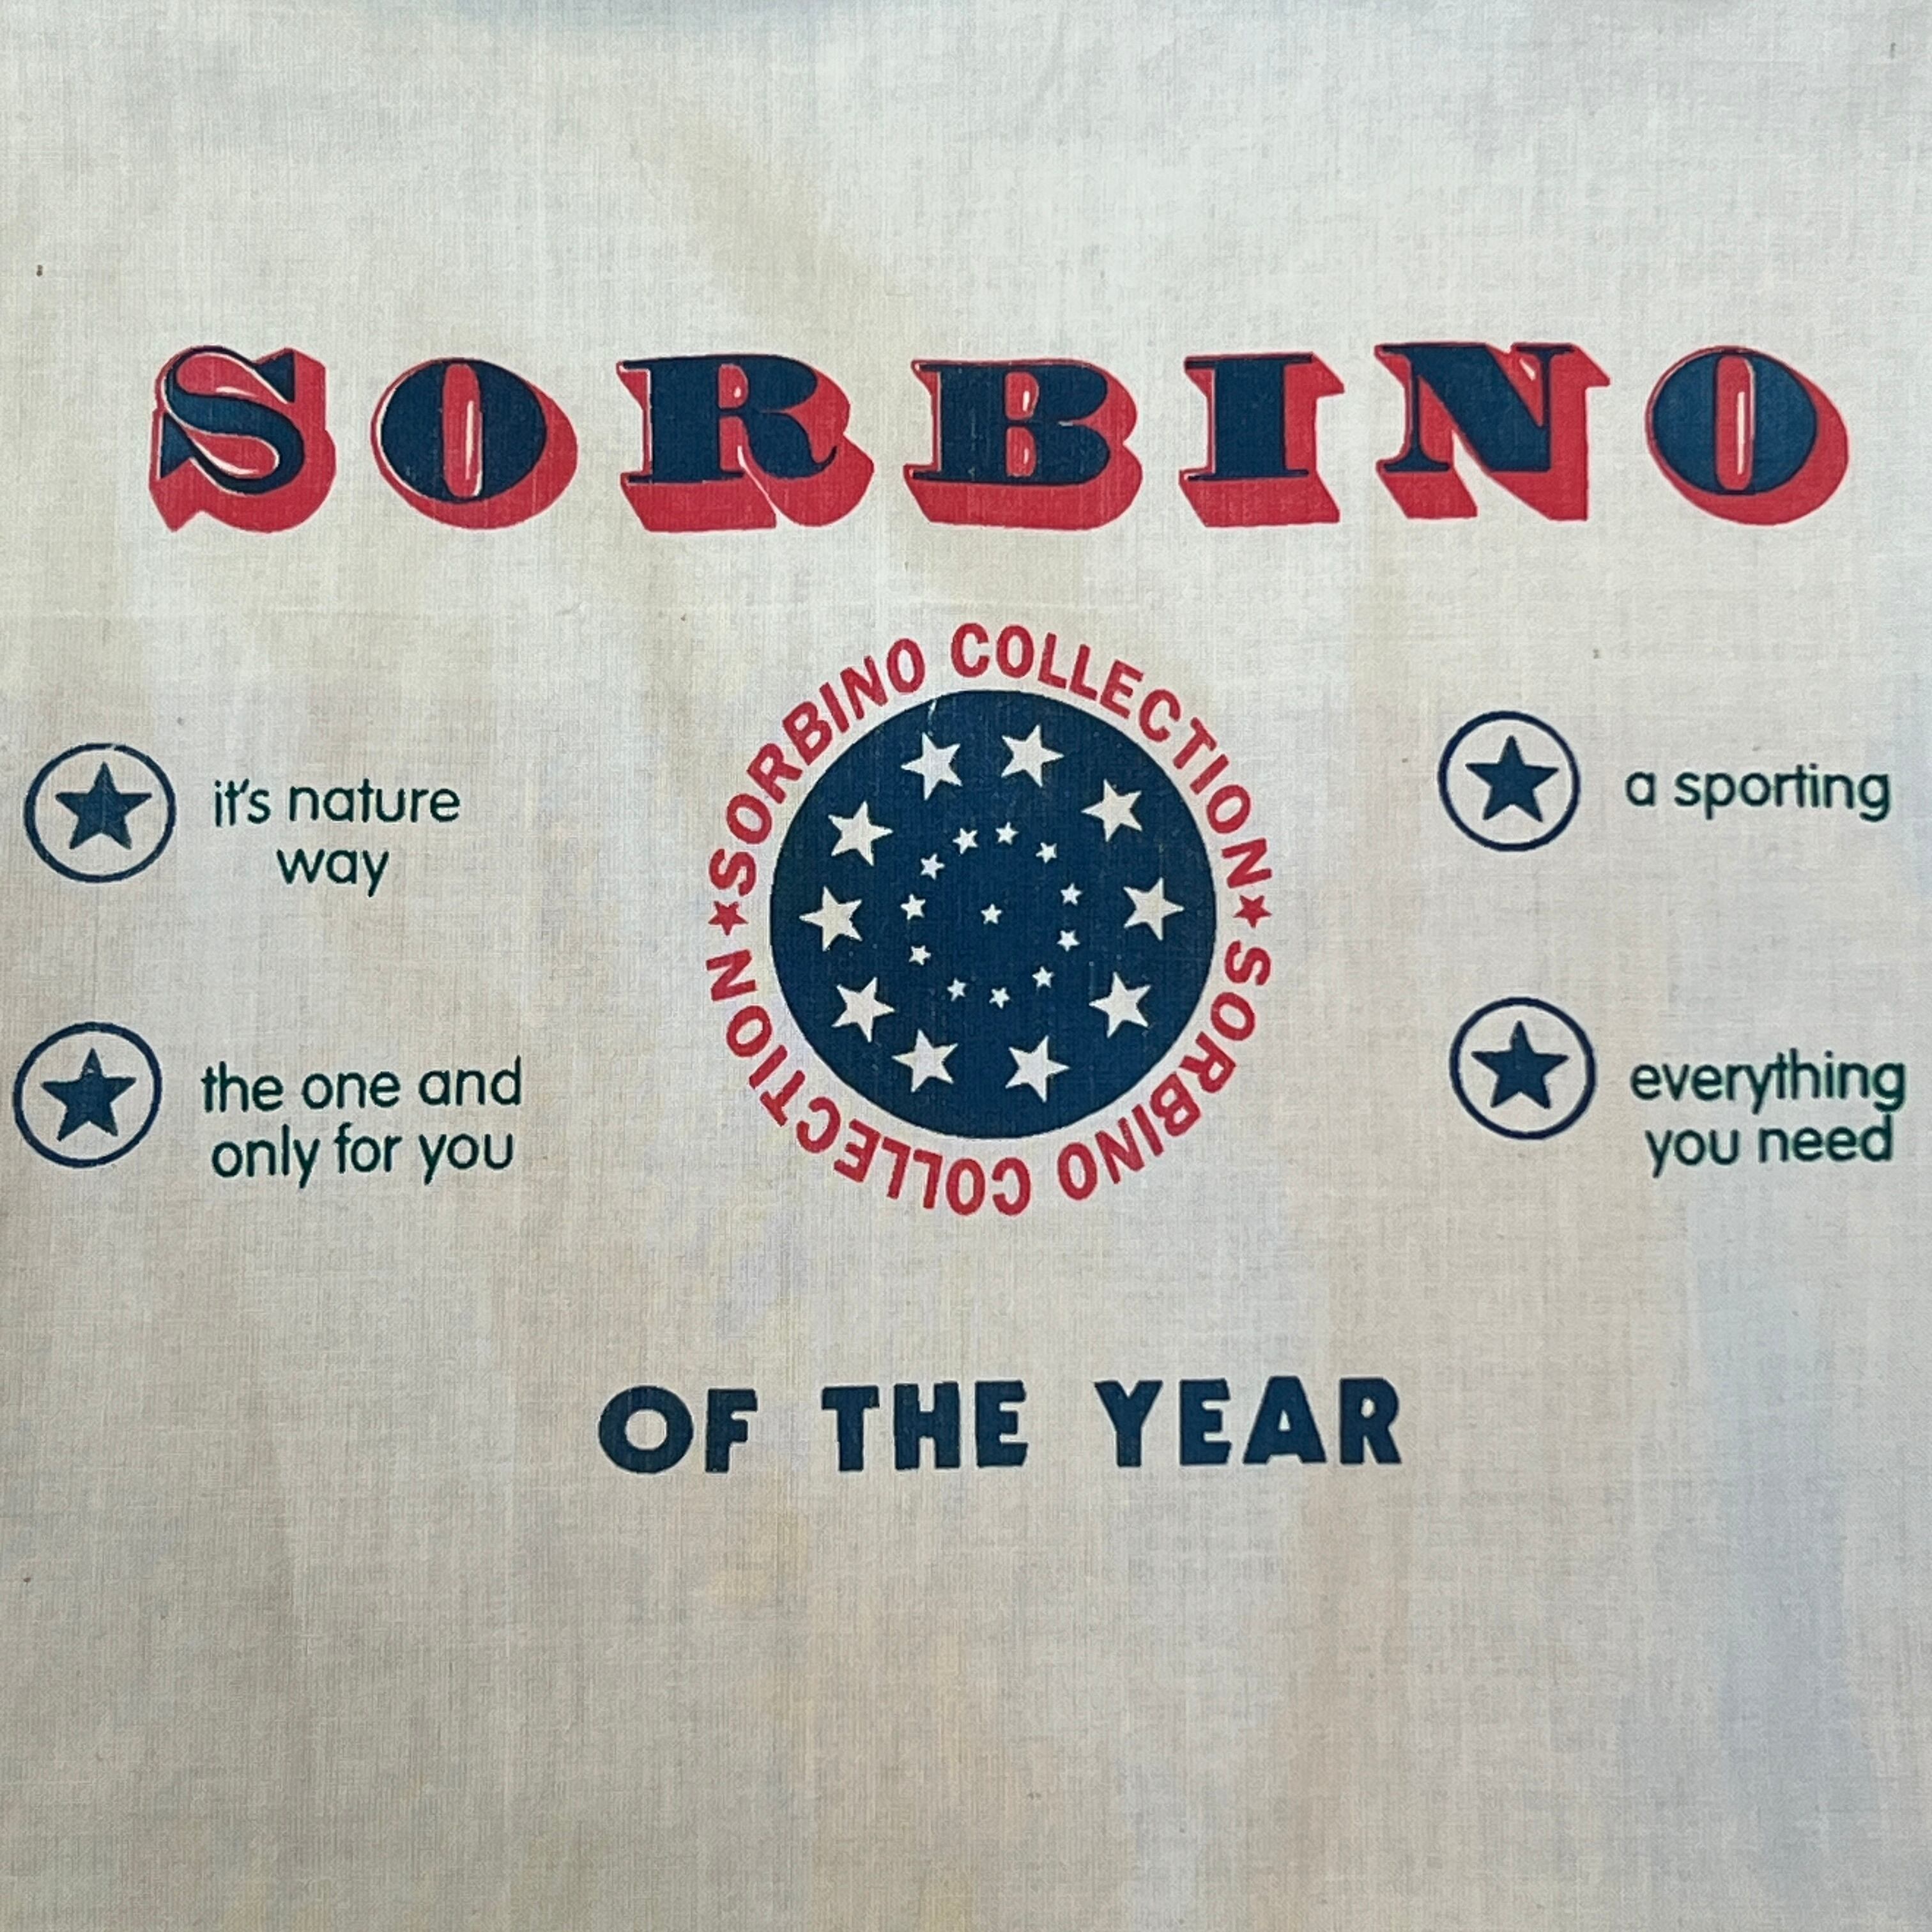 SORBINO
SORBINO COLLECTION
SORBINO COLLECTION
it's nature
way
a sporting
the one and
only for you
everything
you need
OF THE YEAR